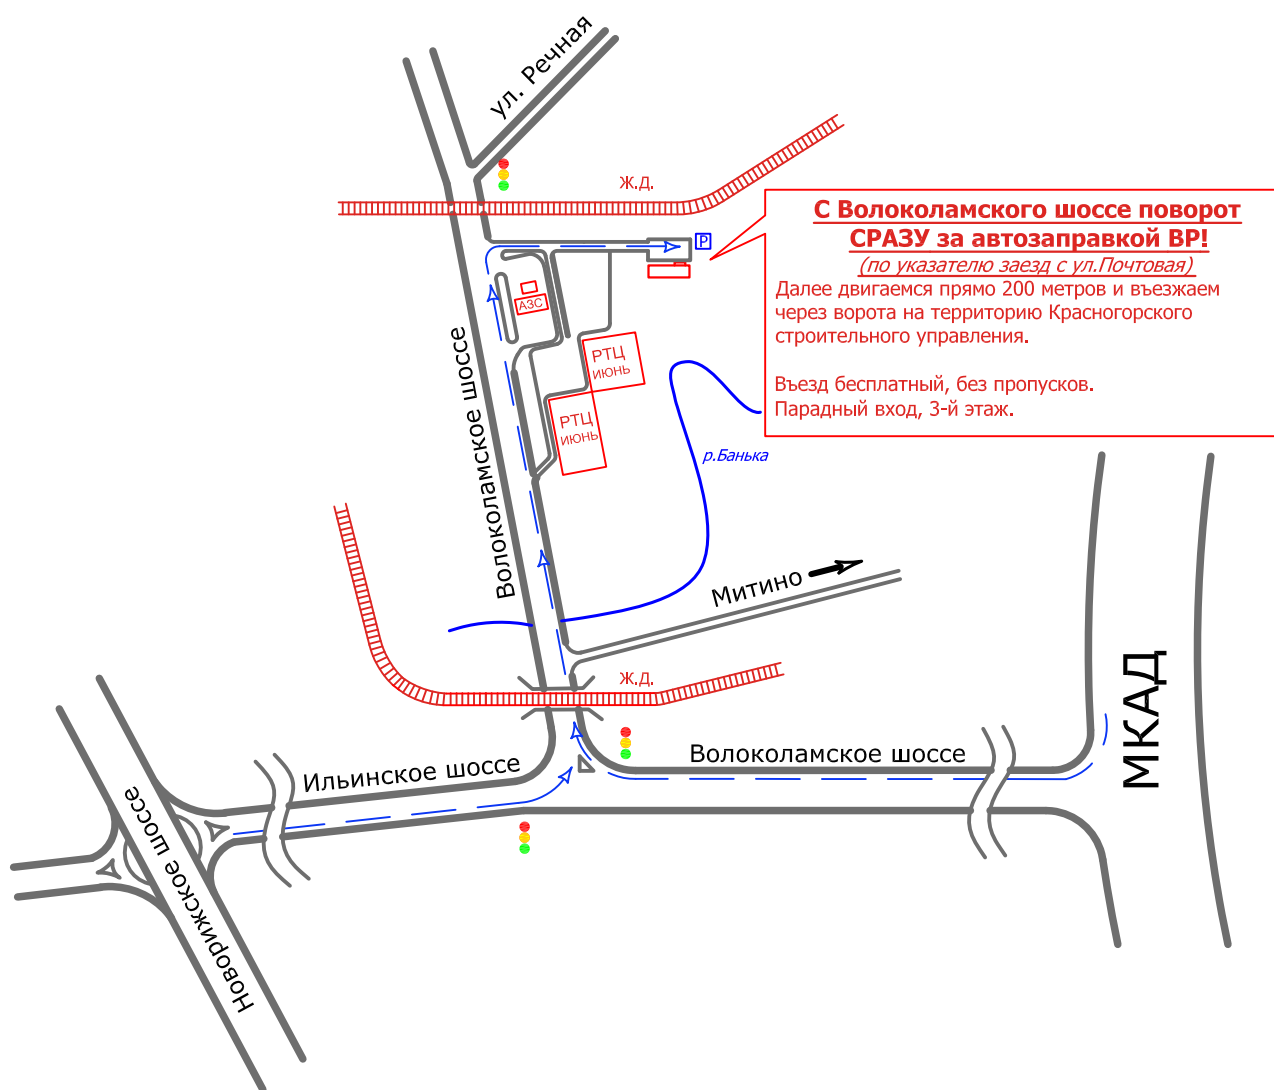 ул. Речная
Ж.Д.
С Волоколамского шоссе поворот
СРАЗУ за автозаправкой BP!
(по указателю заезд с ул.Почтовая)
Далее двигаемся прямо 200 метров и въезжаем
через ворота на территорию Красногорского
строительного управления.
Въезд бесплатный, без пропусков.
Парадный вход, 3-й этаж.
P
АЗС
РТЦ
ИЮНЬ
РТЦ
ИЮНЬ
Волоколамское шоссе
р.Банька
Митино
Ж.Д.
МКАД
Волоколамское шоссе
Ильинское шоссе
Новорижское шоссе